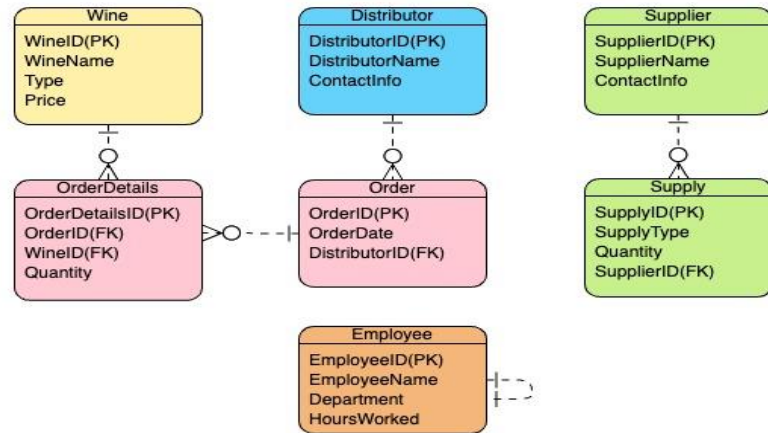 Wine
WineID(PK)
WineName
Type
Price
Distributor
DistributorID(PK)
DistributorName
ContactInfo
Supplier
SupplierID(PK)
SupplierName
ContactInfo
OrderDetails
OrderDetailsID(PK)
OrderID(FK)
WineID(FK)
Quantity
Order
OrderID(PK)
OrderDate
DistributorID(FK)
Supply
SupplyID(PK)
SupplyType
Quantity
SupplierID(FK)
Employee
EmployeeID(PK)
EmployeeName
Department
HoursWorked